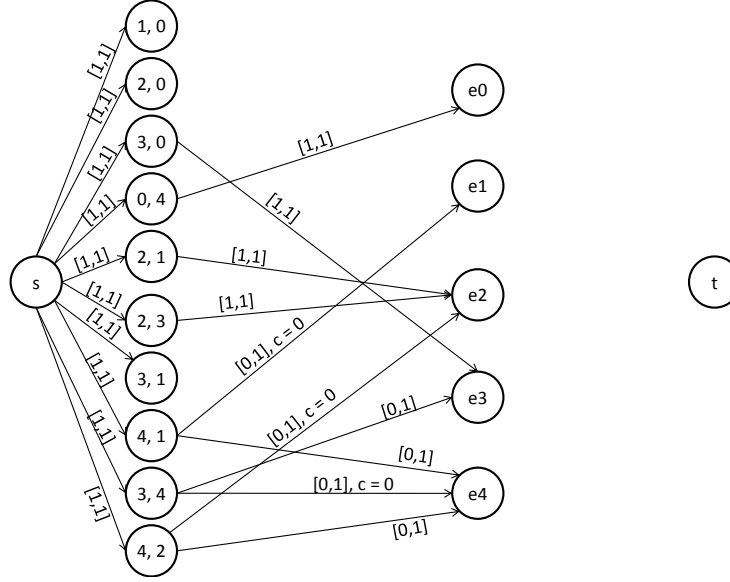 1, 0
[1,1]
2, 0
[1,1]
e0
3, 0
[1,1]
[1,1]
0, 4
[1,1]
[1,1]
e1
2, 1
[1,1]
[1,1]
s
t
[1,1]
2, 3
[1,1]
e2
[1,1]
3, 1
[0,1], c = 0
[1,1]
e3
4, 1
[0,1], c = 0
[0,1]
[1,1]
[0,1]
3, 4
[0,1], c = 0
e4
[1,1]
4, 2
[0,1]